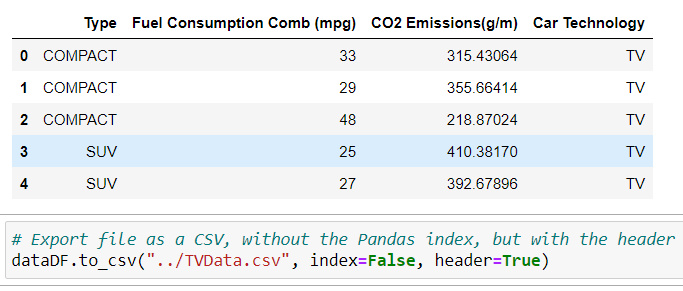 Type Fuel Consumption Comb (mpg) CO2 Emissions(g/m) Car Technology
0 COMPACT 33 315.43064 TV
1 COMPACT 29 355.66414 TV
2 COMPACT 48 218.87024 TV
3 SUV 25 410.38170 TV
4 SUV 27 392.67896 TV
# Export file as a CSV, without the Pandas index, but with the header
dataDF.to_csv("../TVData.csv", index=False, header=True)